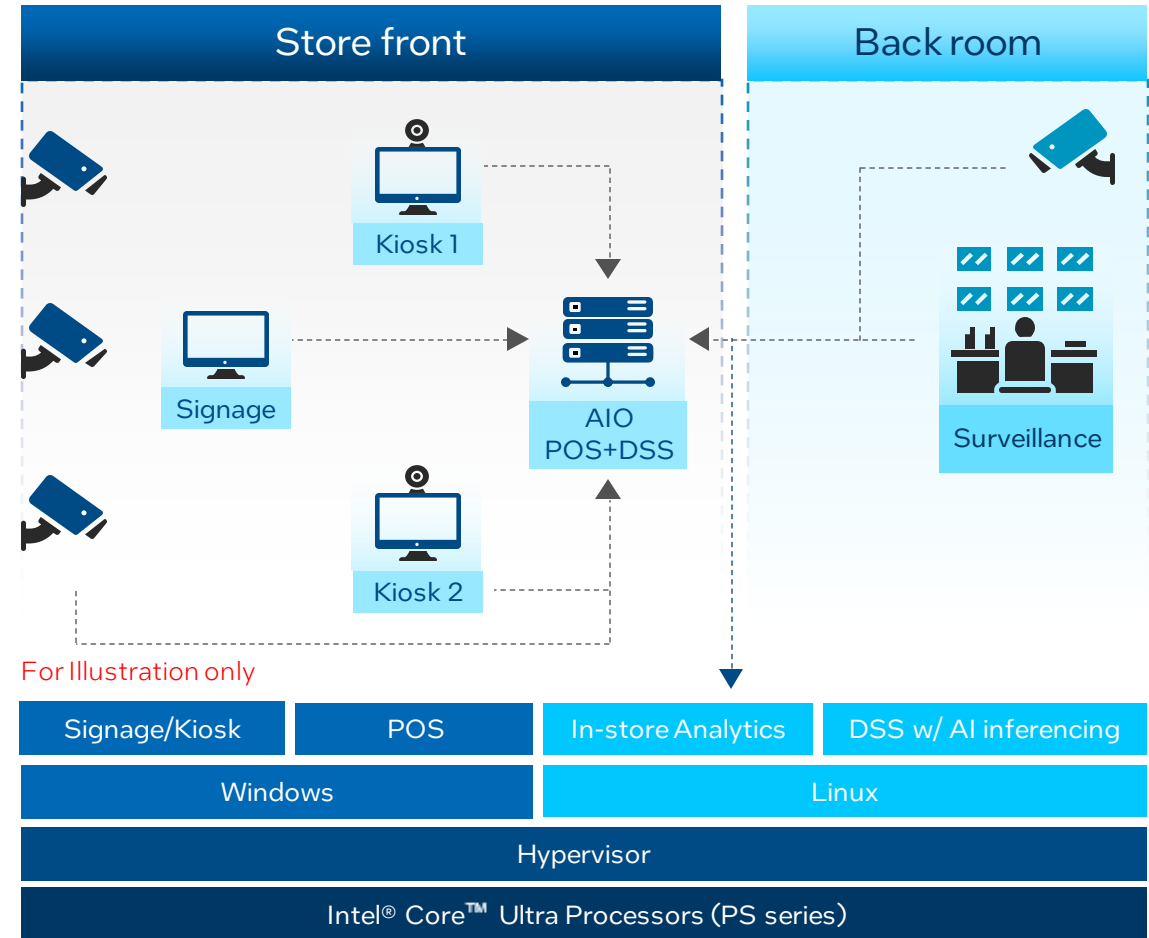 Store front
Back room
Kiosk 1
Signage
AIO
POS+DSS
Surveillance
Kiosk 2
For Illustration only
Signage/Kiosk
POS
In-store Analytics
DSS w/ AI inferencing
Windows
Linux
Hypervisor
Intel® Core™ Ultra Processors (PS series)